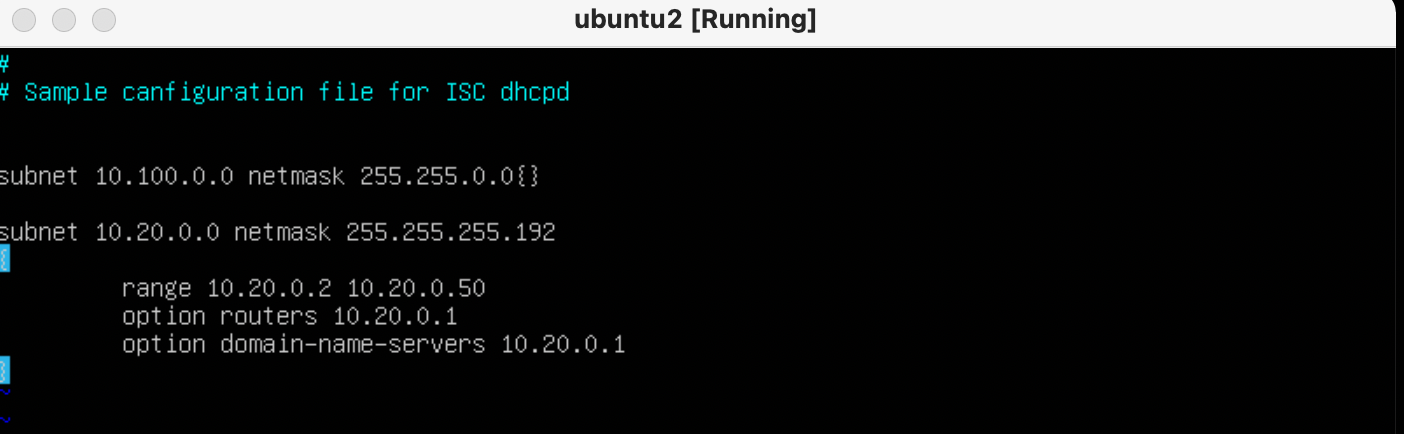 ubuntu2 [Running]
#
# Sample canfiguration file for ISC dhcpd
subnet 10.100.0.0 netmask 255.255.0.0{}
subnet 10.20.0.0 netmask 255.255.255.192
{
range 10.20.0.2 10.20.0.50
option routers 10.20.0.1
option domain-name-servers 10.20.0.1
}
~
~